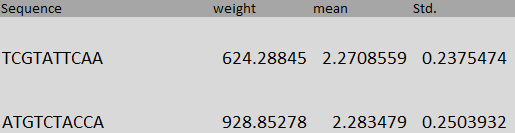 Sequence weight mean Std.
TCGTATTCAA 624.28845 2.2708559 0.2375474
ATGTCTACCA 928.85278 2.283479 0.2503932